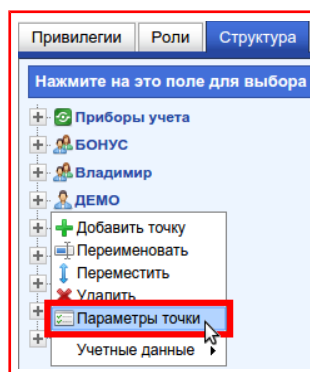 Привилегии Роли Структура
Нажмите на это поле для выбора
Приборы учета
БОНУС
Владимир
ДЕМО
Добавить точку
Переименовать
Переместить
Удалить
Параметры точки
Учетные данные